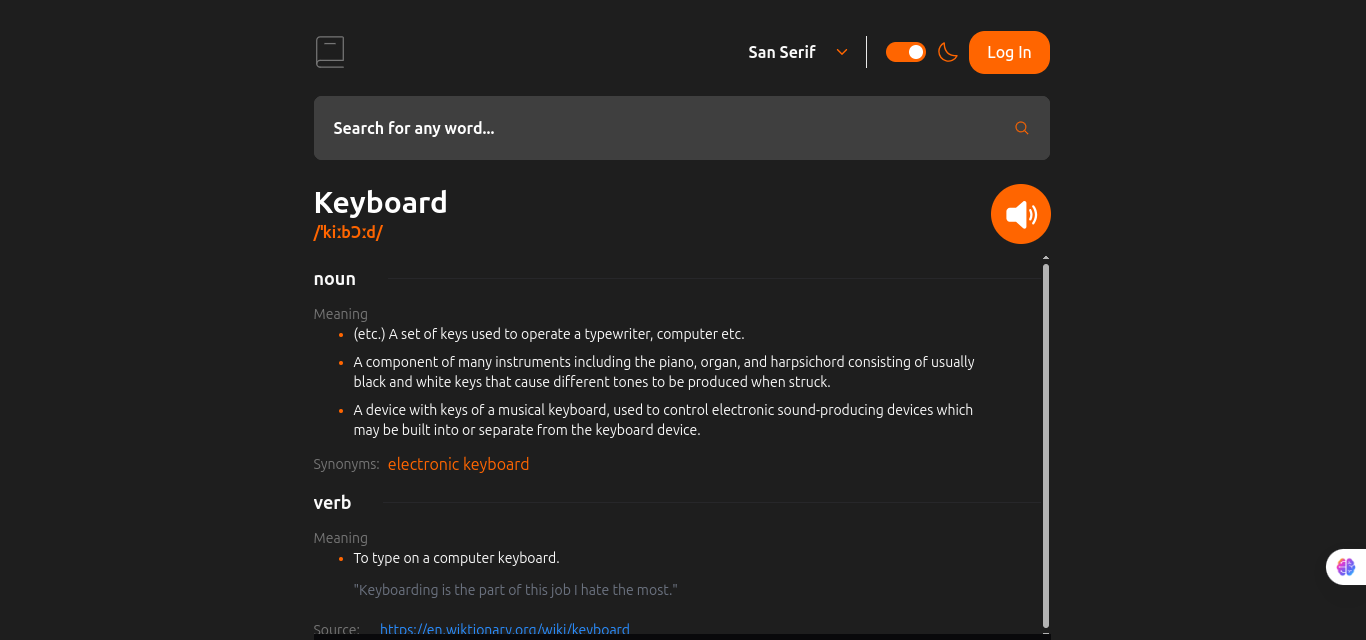 San Serif
Log In
Search for any word...
Keyboard
/ˈkiːbɔːd/
noun
Meaning
(etc.) A set of keys used to operate a typewriter, computer etc.
A component of many instruments including the piano, organ, and harpsichord consisting of usually
black and white keys that cause different tones to be produced when struck.
A device with keys of a musical keyboard, used to control electronic sound-producing devices which
may be built into or separate from the keyboard device.
Synonyms: electronic keyboard
verb
Meaning
To type on a computer keyboard.
"Keyboarding is the part of this job I hate the most."
Source: https://en.wiktionary.org/wiki/keyboard